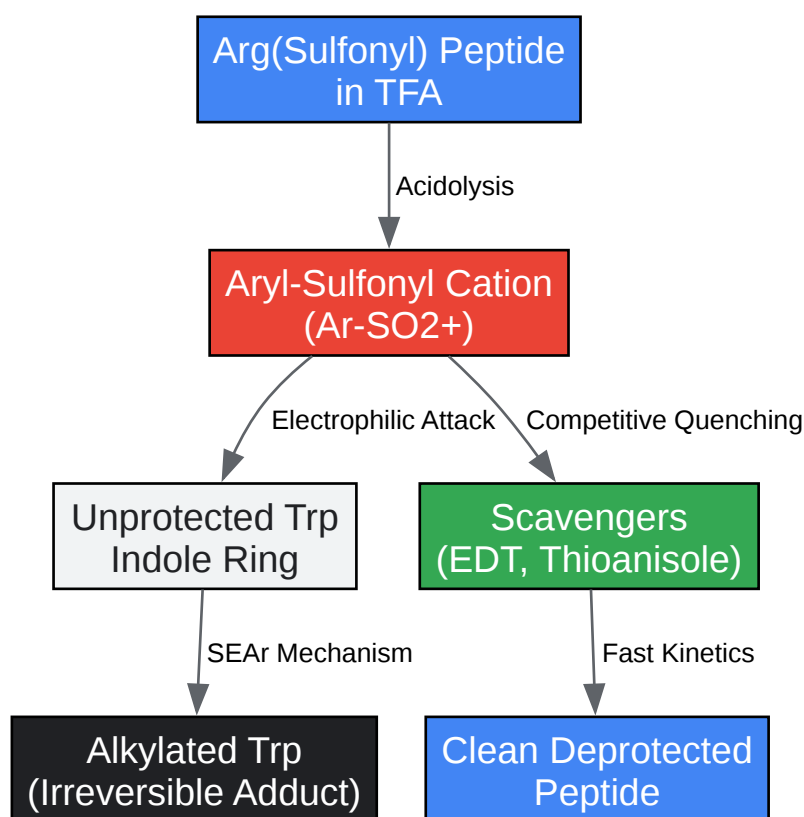 Arg(Sulfonyl) Peptide
in TFA
Acidolysis
Aryl-Sulfonyl Cation
(Ar-SO2+)
Electrophilic Attack
Competitive Quenching
Unprotected Trp
Indole Ring
Scavengers
(EDT, Thioanisole)
SEAr Mechanism
Fast Kinetics
Alkylated Trp
(Irreversible Adduct)
Clean Deprotected
Peptide